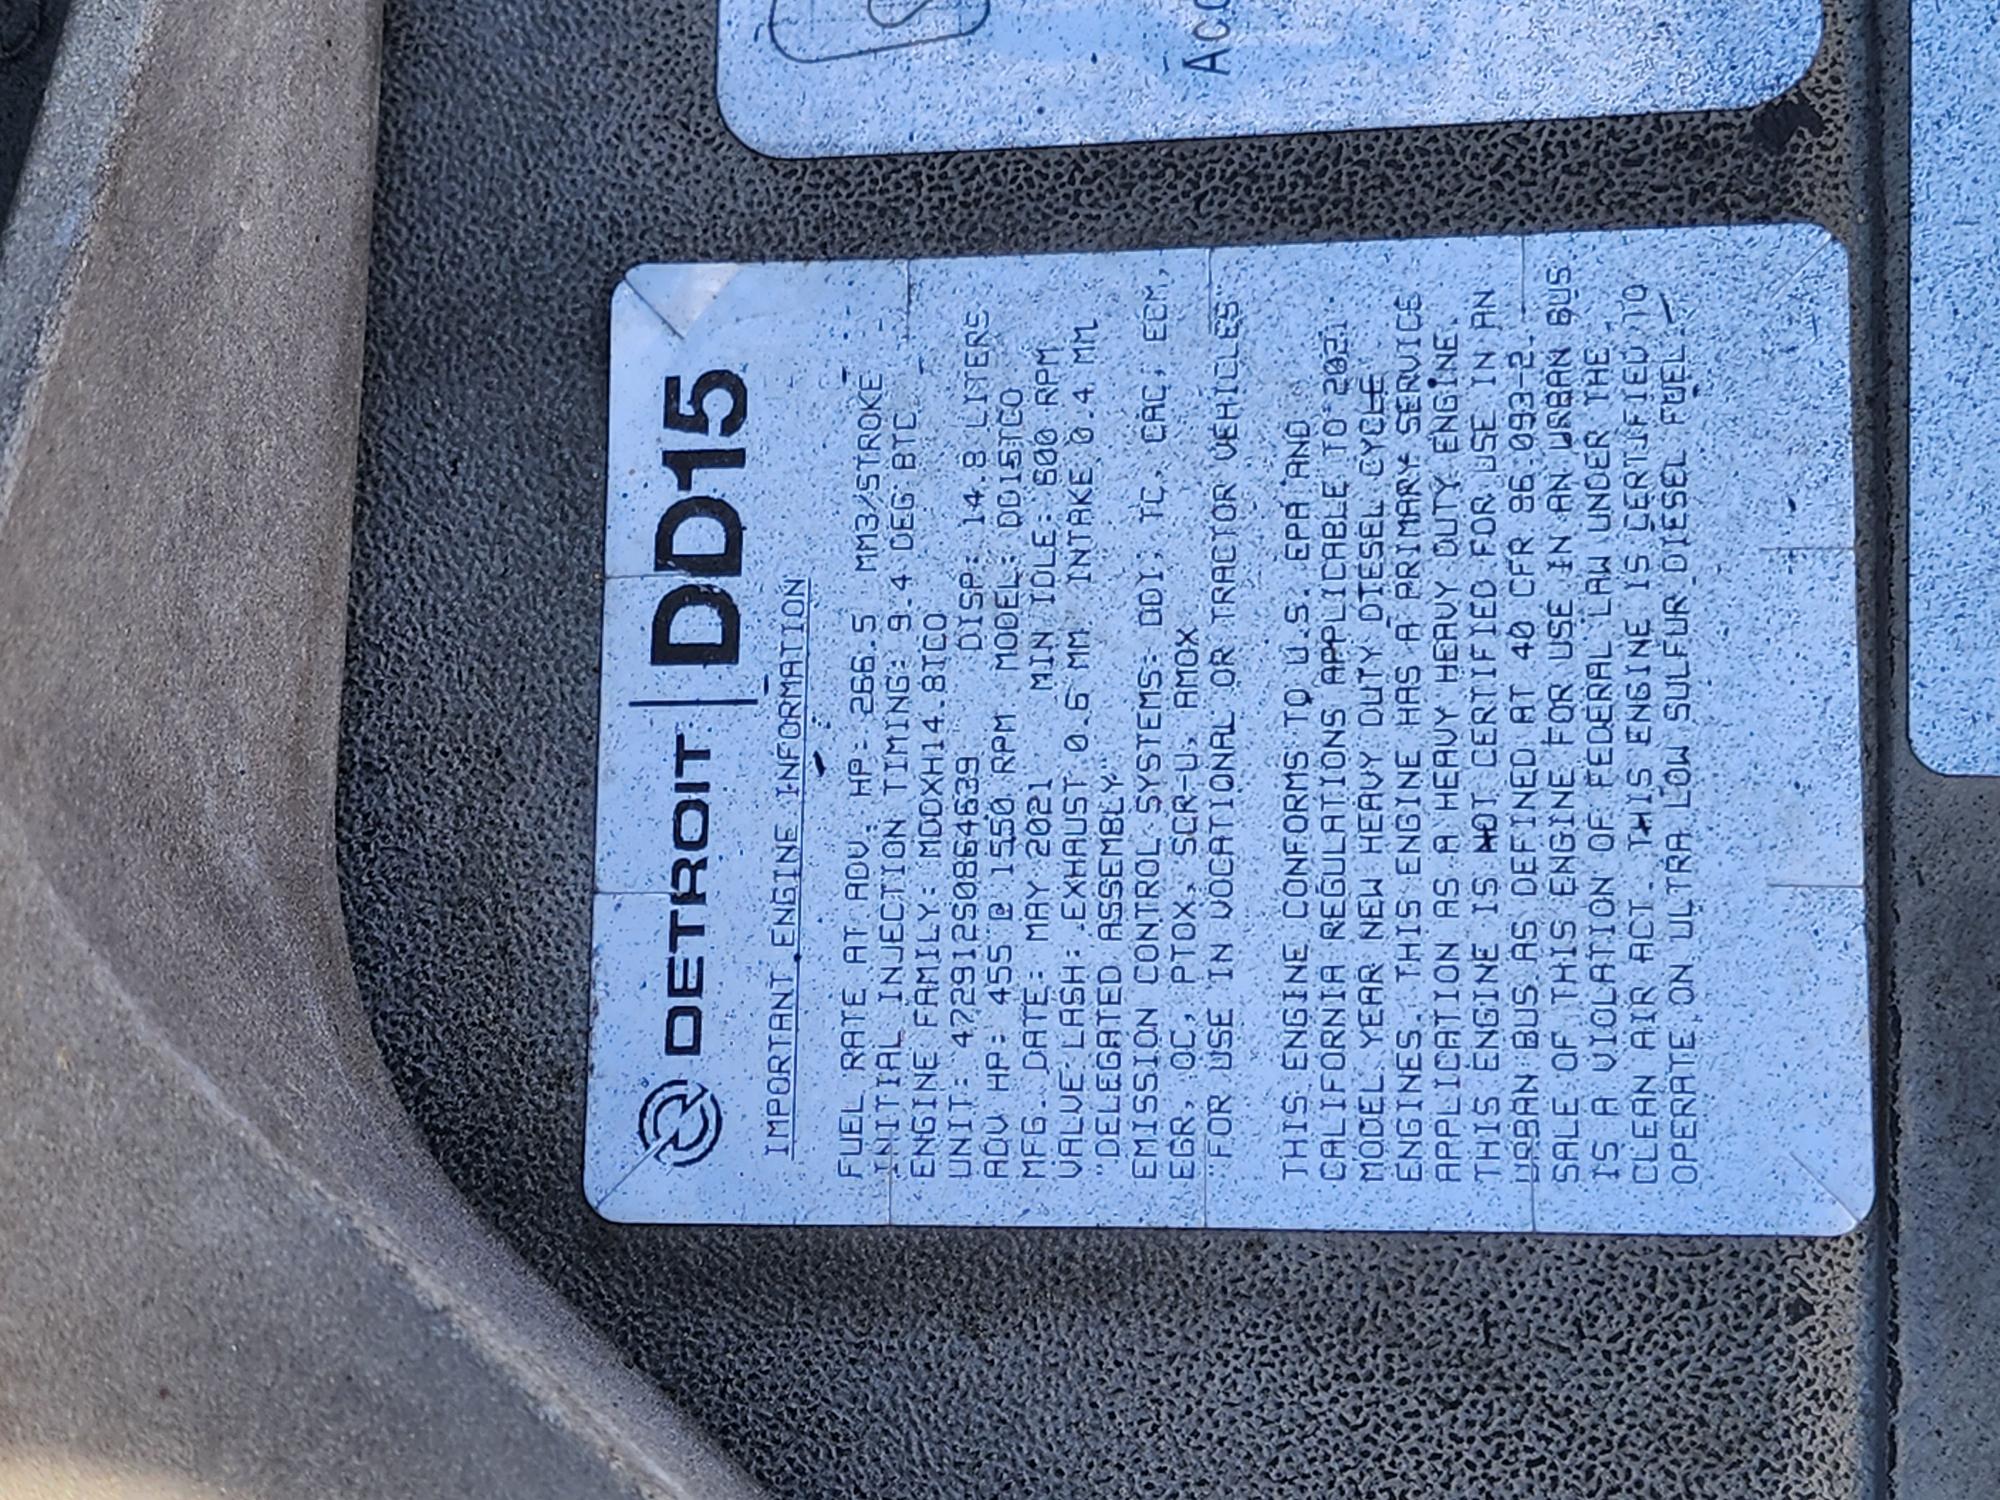 Acc
DETROIT | DD15
IMPORTANT ENGINE INFORMATION
FUEL RATE AT ADV. HP: 266.5 MM3/STROKE
INITIAL INJECTION TIMING: 9.4 DEG BTC
ENGINE FAMILY: MDDXH14.8ICO
UNIT: 472912S0864639 DISP: 14.8 LITERS
ADV HP: 455 @ 1550 RPM MODEL: DD15TCO
MFG. DATE: MAY 2021 MIN IDLE: 600 RPM
VALVE LASH: EXHAUST 0.6 MM INTAKE 0.4 MM
"DELEGATED ASSEMBLY"
EMISSION CONTROL SYSTEMS: DDI, TC, CAC, ECM,
EGR, OC, PTOX, SCR-U, AMOX
"FOR USE IN VOCATIONAL OR TRACTOR VEHICLES"
THIS ENGINE CONFORMS TO U.S. EPA AND
CALIFORNIA REGULATIONS APPLICABLE TO 2021
MODEL YEAR NEW HEAVY DUTY DIESEL CYCLE
ENGINES. THIS ENGINE HAS A PRIMARY SERVICE
APPLICATION AS A HEAVY HEAVY DUTY ENGINE.
THIS ENGINE IS NOT CERTIFIED FOR USE IN AN
URBAN BUS AS DEFINED AT 40 CFR 86.093-2.
SALE OF THIS ENGINE FOR USE IN AN URBAN BUS
IS A VIOLATION OF FEDERAL LAW UNDER THE
CLEAN AIR ACT. THIS ENGINE IS CERTIFIED TO
OPERATE ON ULTRA LOW SULFUR DIESEL FUEL.